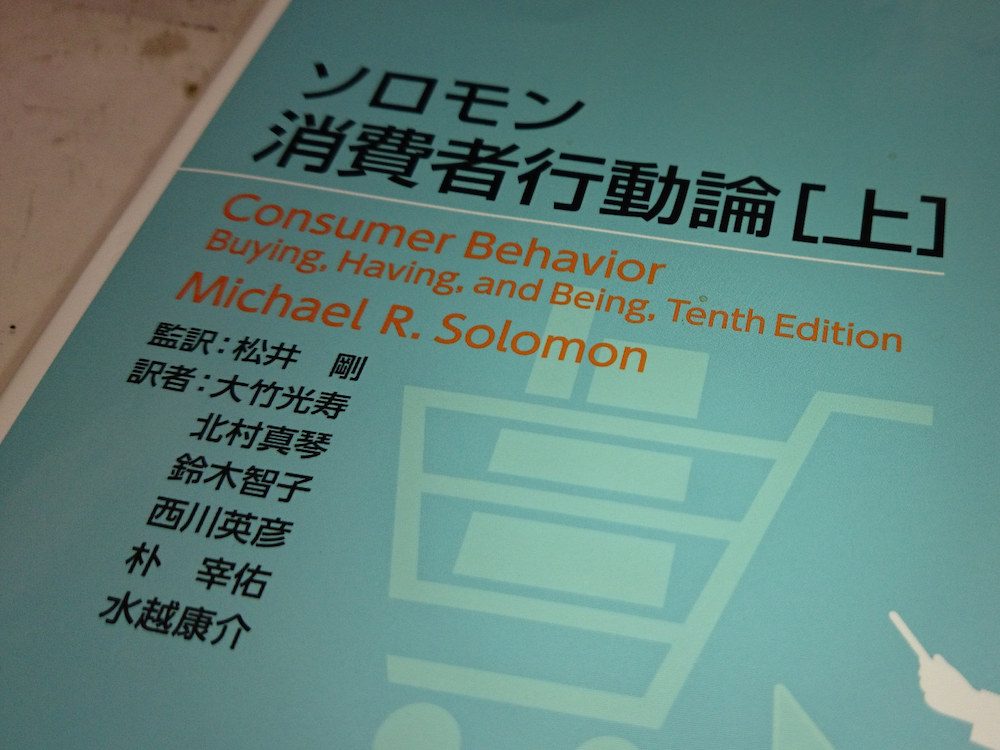 ソロモン
消費者行動論[上]
Consumer Behavior
Buying, Having, and Being, Tenth Edition
Michael R. Solomon
監訳:松井 剛
訳者:大竹光寿
北村真琴
鈴木智子
西川英彦
朴 宰佑
水越康介